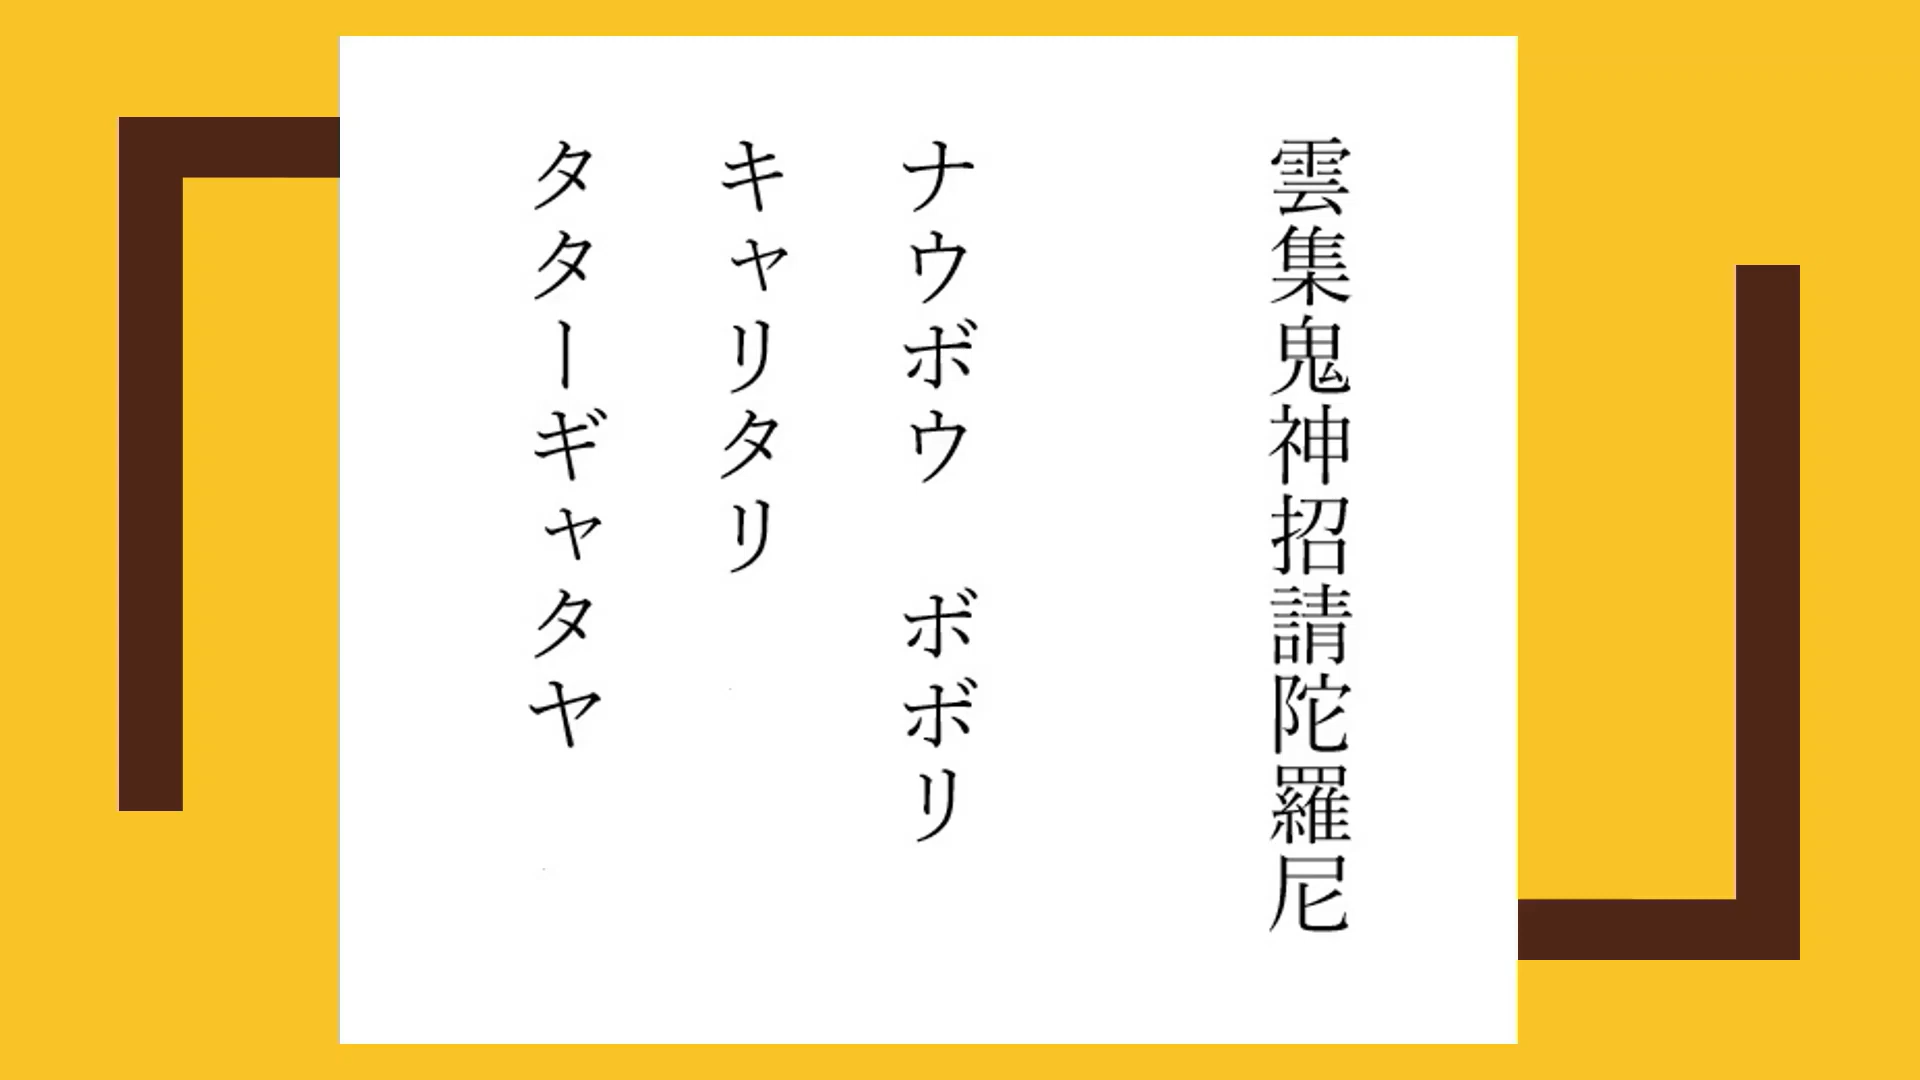 雲集鬼神招請陀羅尼
ナウボウ　ボボリ
キャリタリ
タターギャタヤ